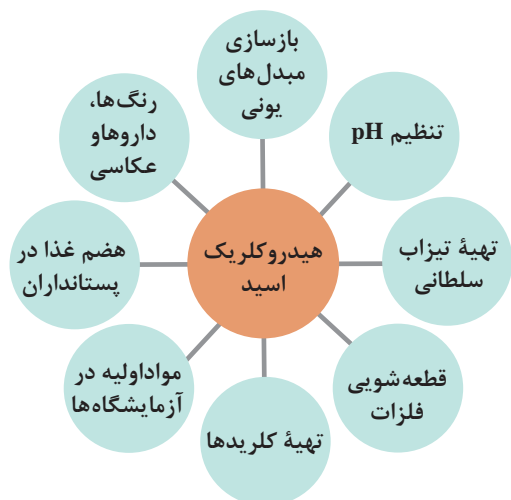 بازسازی
مبدل‌های
یونی
تنظیم pH
تهیهٔ تیزاب
سلطانی
قطعه‌شویی
فلزات
تهیهٔ کلریدها
مواداولیه در
آزمایشگاه‌ها
هضم غذا در
پستانداران
رنگ‌ها،
داروهاو
عکاسی
هیدروکلریک
اسید